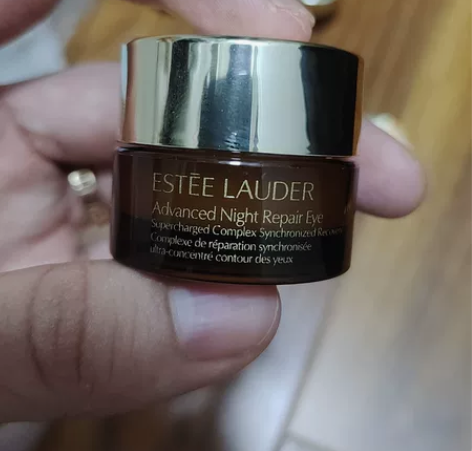 ESTĒE LAUDER
Advanced Night Repair Eye
Supercharged Complex Synchronized Recovery
Complexe de réparation synchronisée
ultra-concentré contour des yeux